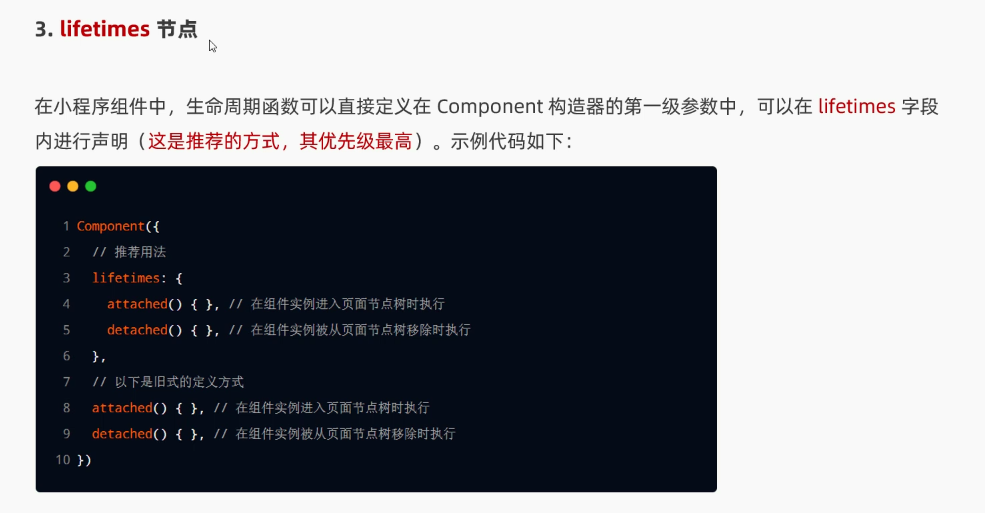 3. lifetimes 节点
在小程序组件中，生命周期函数可以直接定义在 Component 构造器的第一级参数中，可以在 lifetimes 字段
内进行声明（这是推荐的方式，其优先级最高）。示例代码如下：
1 Component({
2   // 推荐用法
3   lifetimes: {
4     attached() { }, // 在组件实例进入页面节点树时执行
5     detached() { }, // 在组件实例被从页面节点树移除时执行
6   },
7   // 以下是旧式的定义方式
8   attached() { }, // 在组件实例进入页面节点树时执行
9   detached() { }, // 在组件实例被从页面节点树移除时执行
10 })